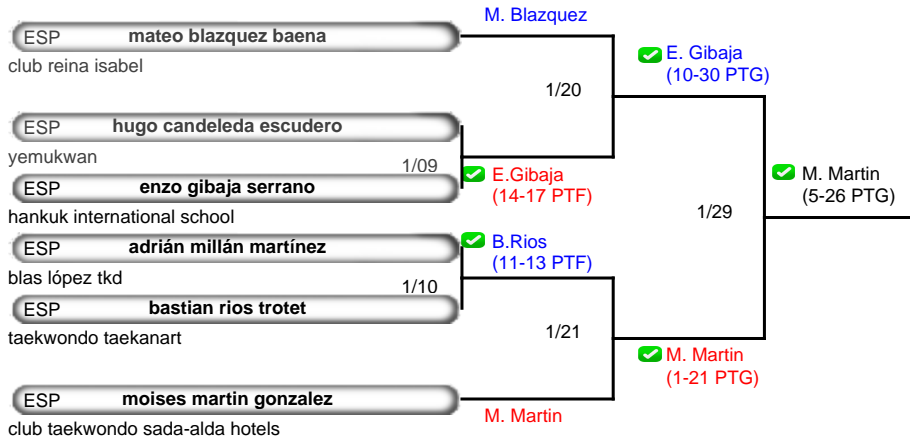 M. Blazquez
ESP mateo blazquez baena
club reina isabel
E. Gibaja
(10-30 PTG)
1/20
ESP hugo candeleda escudero
yemukwan
1/09
E.Gibaja
(14-17 PTF)
ESP enzo gibaja serrano
hankuk international school
M. Martin
(5-26 PTG)
1/29
ESP adrián millán martínez
blas lópez tkd
B.Rios
(11-13 PTF)
1/10
ESP bastian rios trotet
taekwondo taekanart
1/21
M. Martin
(1-21 PTG)
ESP moises martin gonzalez
club taekwondo sada-alda hotels
M. Martin